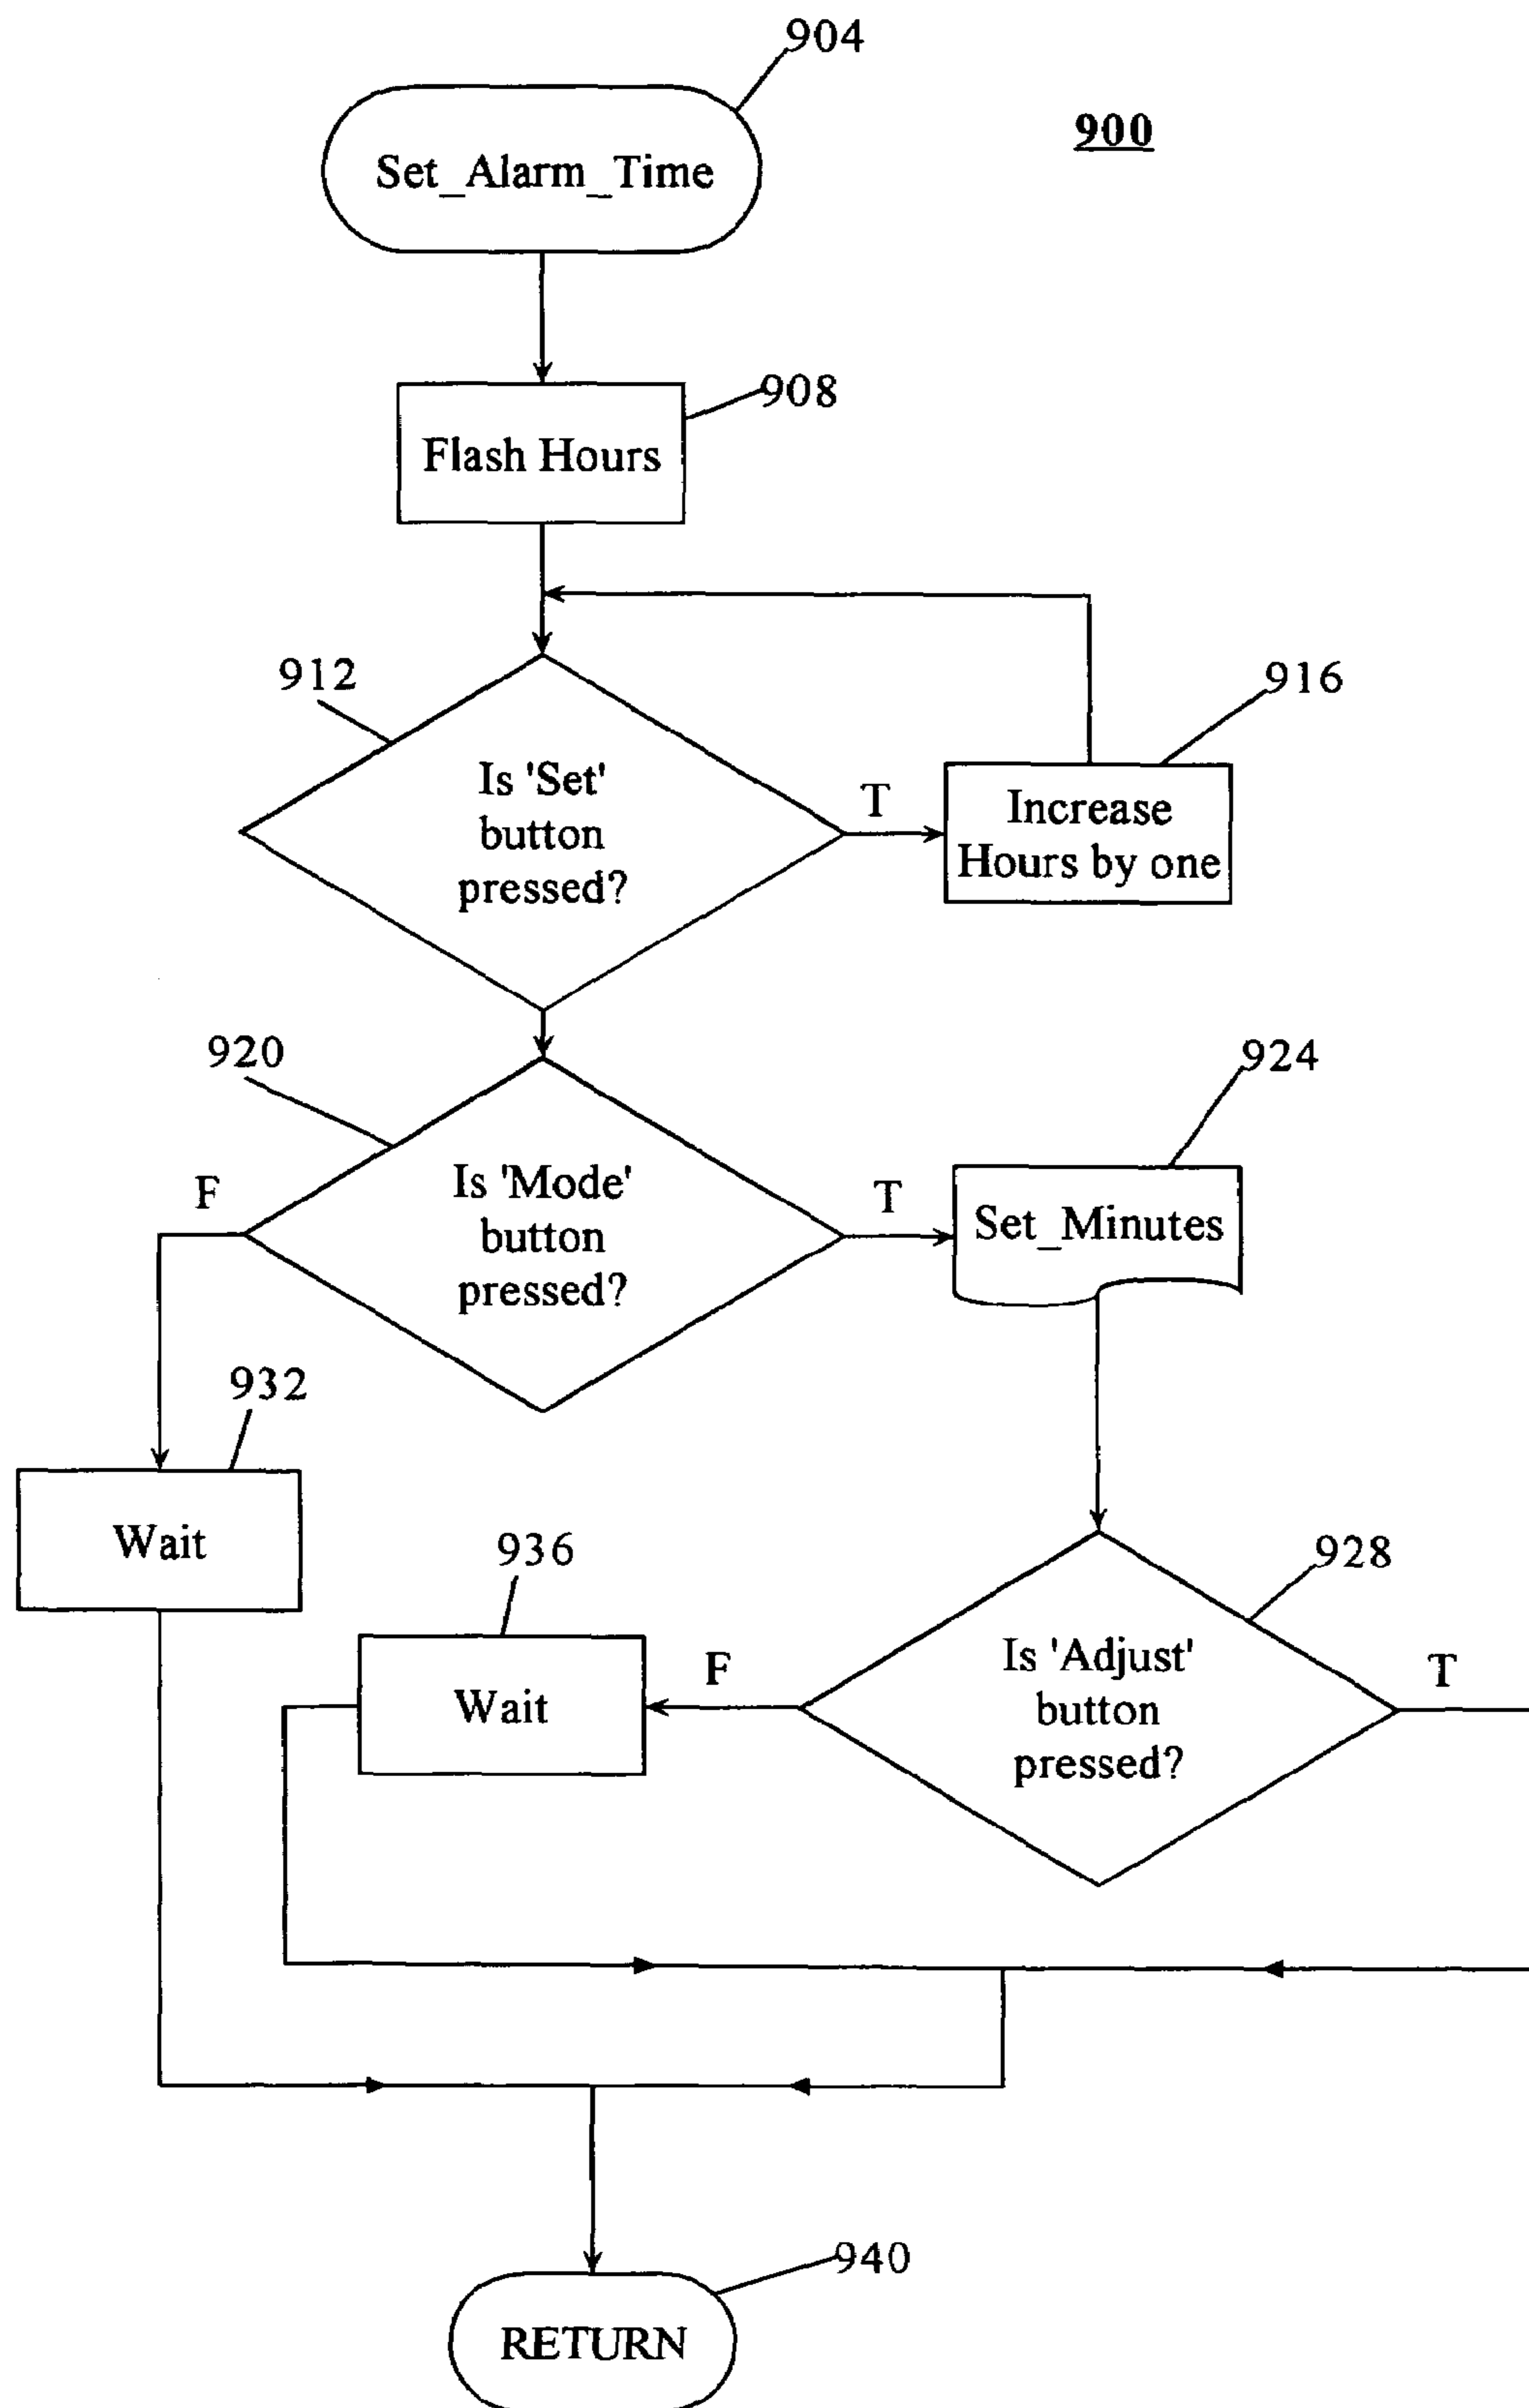 904
900
Set_Alarm_Time
908
Flash Hours
912
916
Is 'Set'
button
pressed?
T
Increase
Hours by one
920
924
F
Is 'Mode'
button
pressed?
T
Set_Minutes
932
Wait
936
928
Wait
F
Is 'Adjust'
button
pressed?
T
940
RETURN